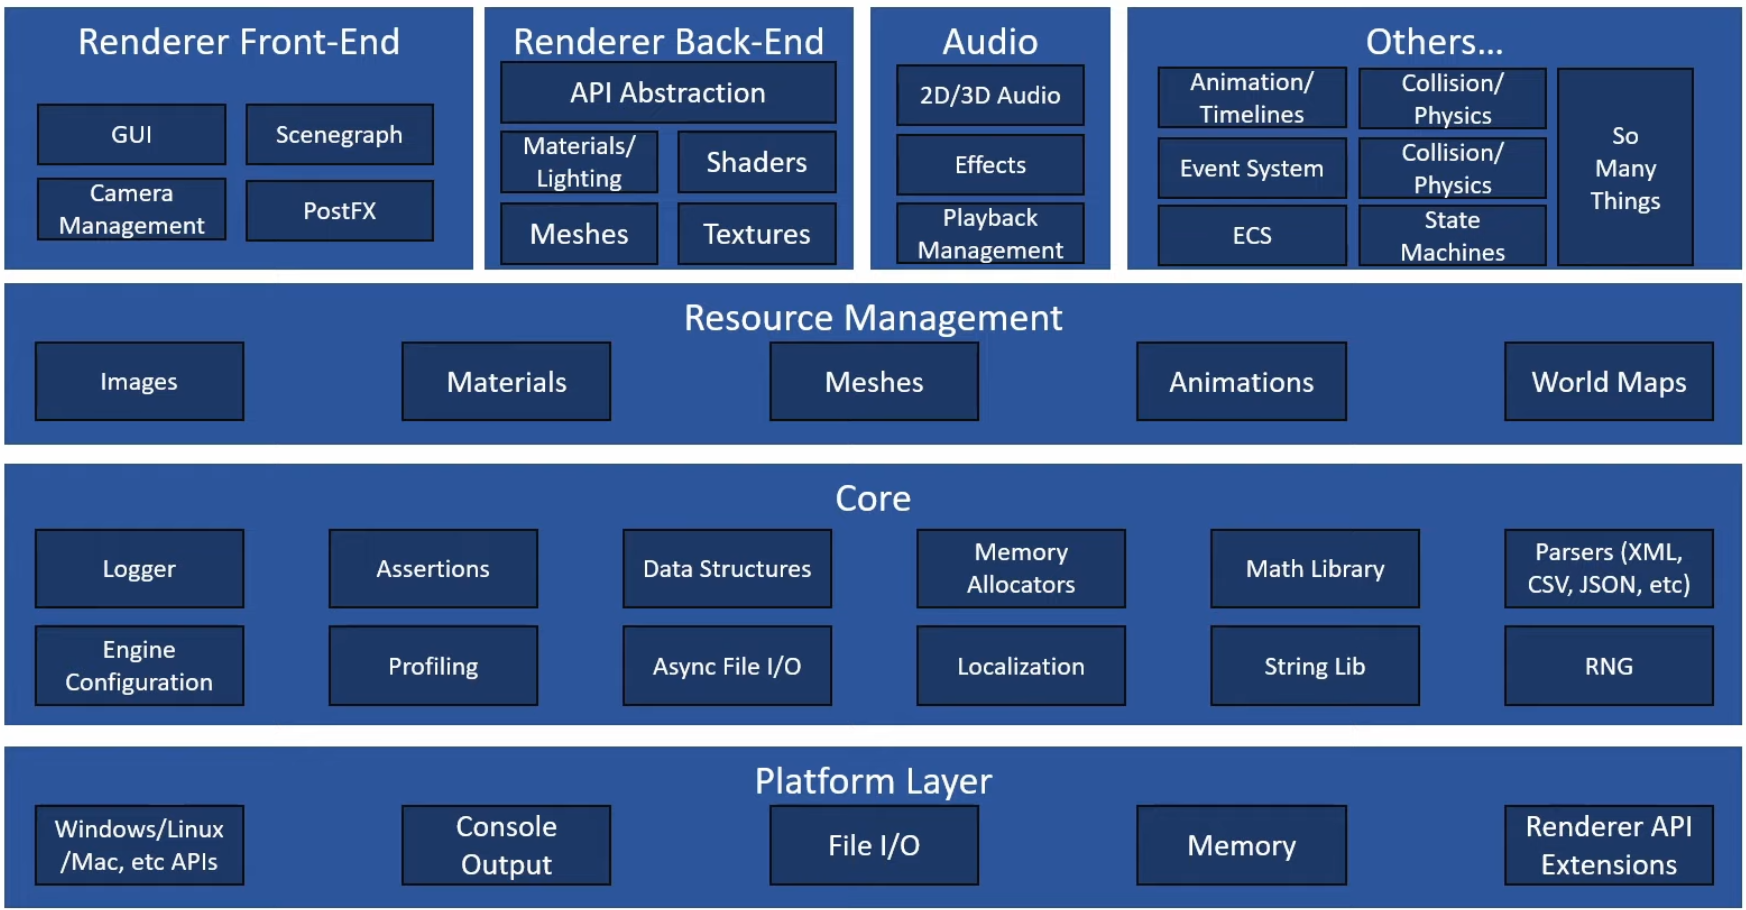 Renderer Front-End
GUI
Scenegraph
Camera
Management
PostFX
Renderer Back-End
API Abstraction
Materials/
Lighting
Shaders
Meshes
Textures
Audio
2D/3D Audio
Effects
Playback
Management
Others...
Animation/
Timelines
Collision/
Physics
Event System
Collision/
Physics
ECS
State
Machines
So
Many
Things
Resource Management
Images
Materials
Meshes
Animations
World Maps
Core
Logger
Assertions
Data Structures
Memory
Allocators
Math Library
Parsers (XML,
CSV, JSON, etc)
Engine
Configuration
Profiling
Async File I/O
Localization
String Lib
RNG
Platform Layer
Windows/Linux
/Mac, etc APIs
Console
Output
File I/O
Memory
Renderer API
Extensions